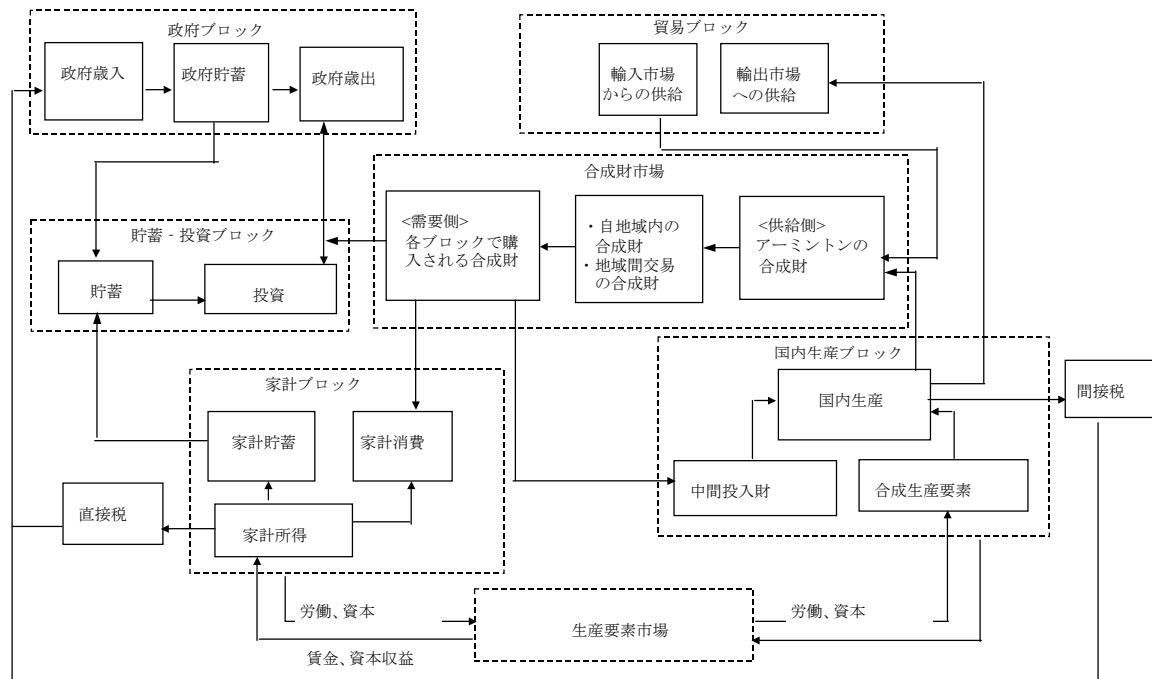 政府ブロック
政府歳入
政府貯蓄
政府歳出
貿易ブロック
輸入市場
からの供給
輸出市場
への供給
合成財市場
<需要側>
各ブロックで購
入される合成財
・自地域内の
合成財
・地域間交易
の合成財
<供給側>
アーミントンの
合成財
貯蓄‐投資ブロック
貯蓄
投資
国内生産ブロック
国内生産
間接税
中間投入財
合成生産要素
家計ブロック
家計貯蓄
家計消費
直接税
家計所得
労働、資本
生産要素市場
労働、資本
賃金、資本収益